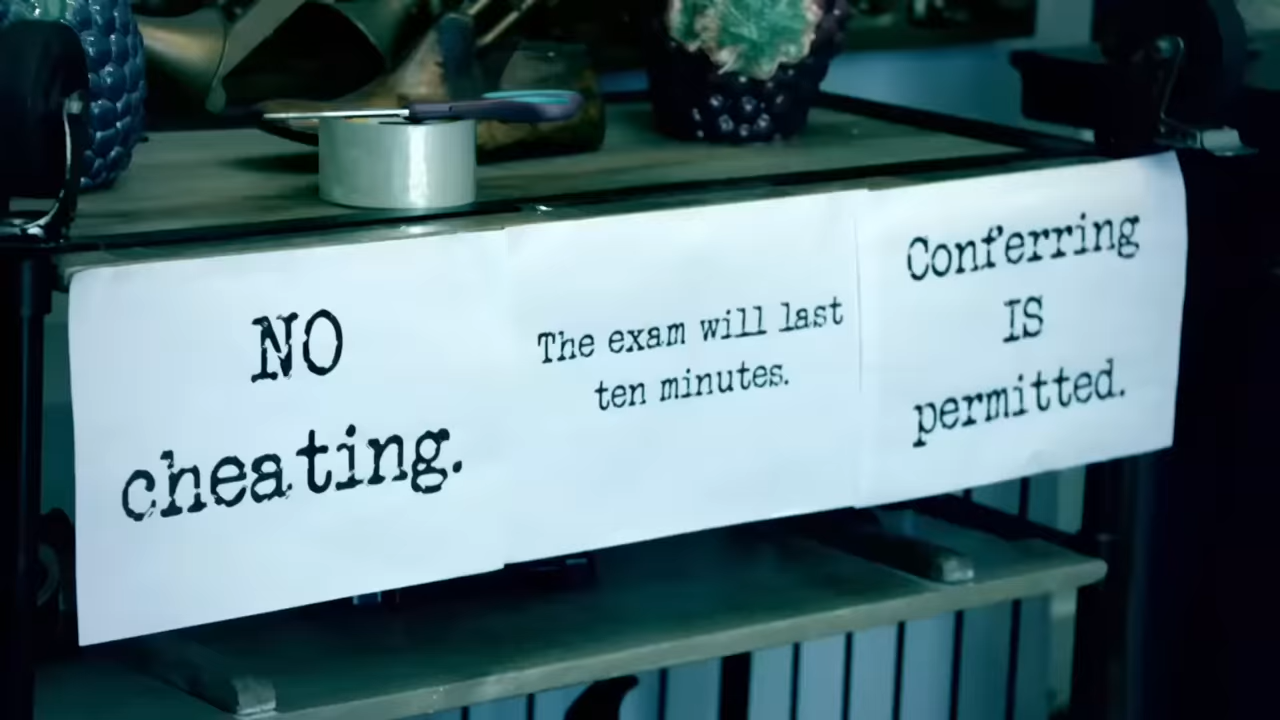 NO
cheating.
The exam will last
ten minutes.
Conferring
IS
permitted.